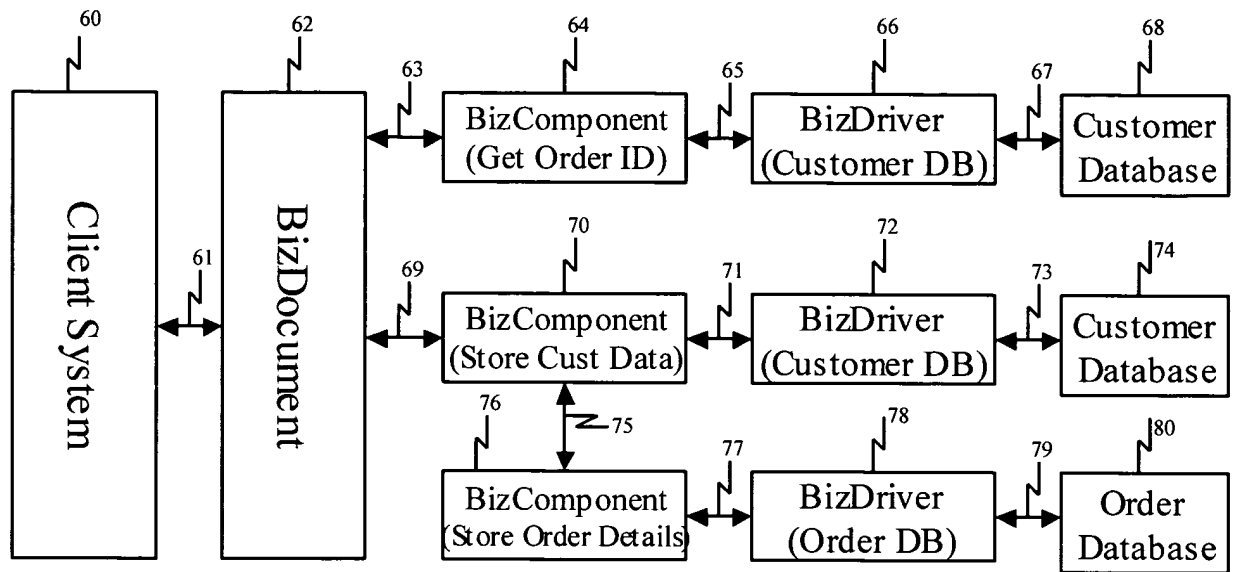 60
62
64
66
68
63
65
67
BizComponent
(Get Order ID)
BizDriver
(Customer DB)
Customer
Database
Client System
BizDocument
61
70
72
74
69
71
73
BizComponent
(Store Cust Data)
BizDriver
(Customer DB)
Customer
Database
76
75
78
80
77
79
BizComponent
(Store Order Details)
BizDriver
(Order DB)
Order
Database